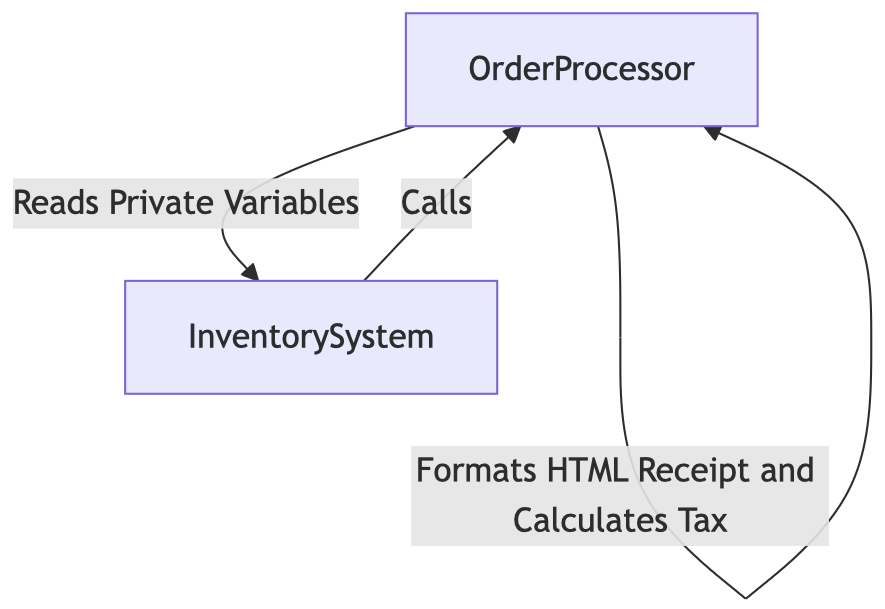 OrderProcessor
Reads Private Variables
Calls
InventorySystem
Formats HTML Receipt and
Calculates Tax